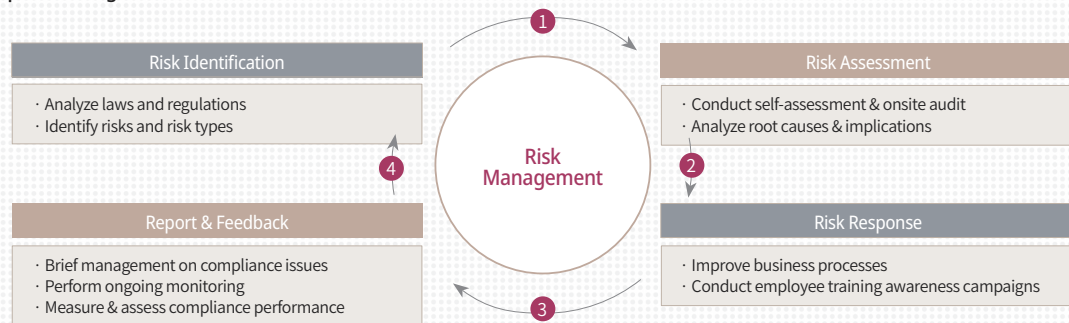 1
Risk Identification
· Analyze laws and regulations
· Identify risks and risk types
Risk Assessment
· Conduct self-assessment & onsite audit
· Analyze root causes & implications
Risk
Management
2
Risk Response
· Improve business processes
· Conduct employee training awareness campaigns
3
Report & Feedback
· Brief management on compliance issues
· Perform ongoing monitoring
· Measure & assess compliance performance
4